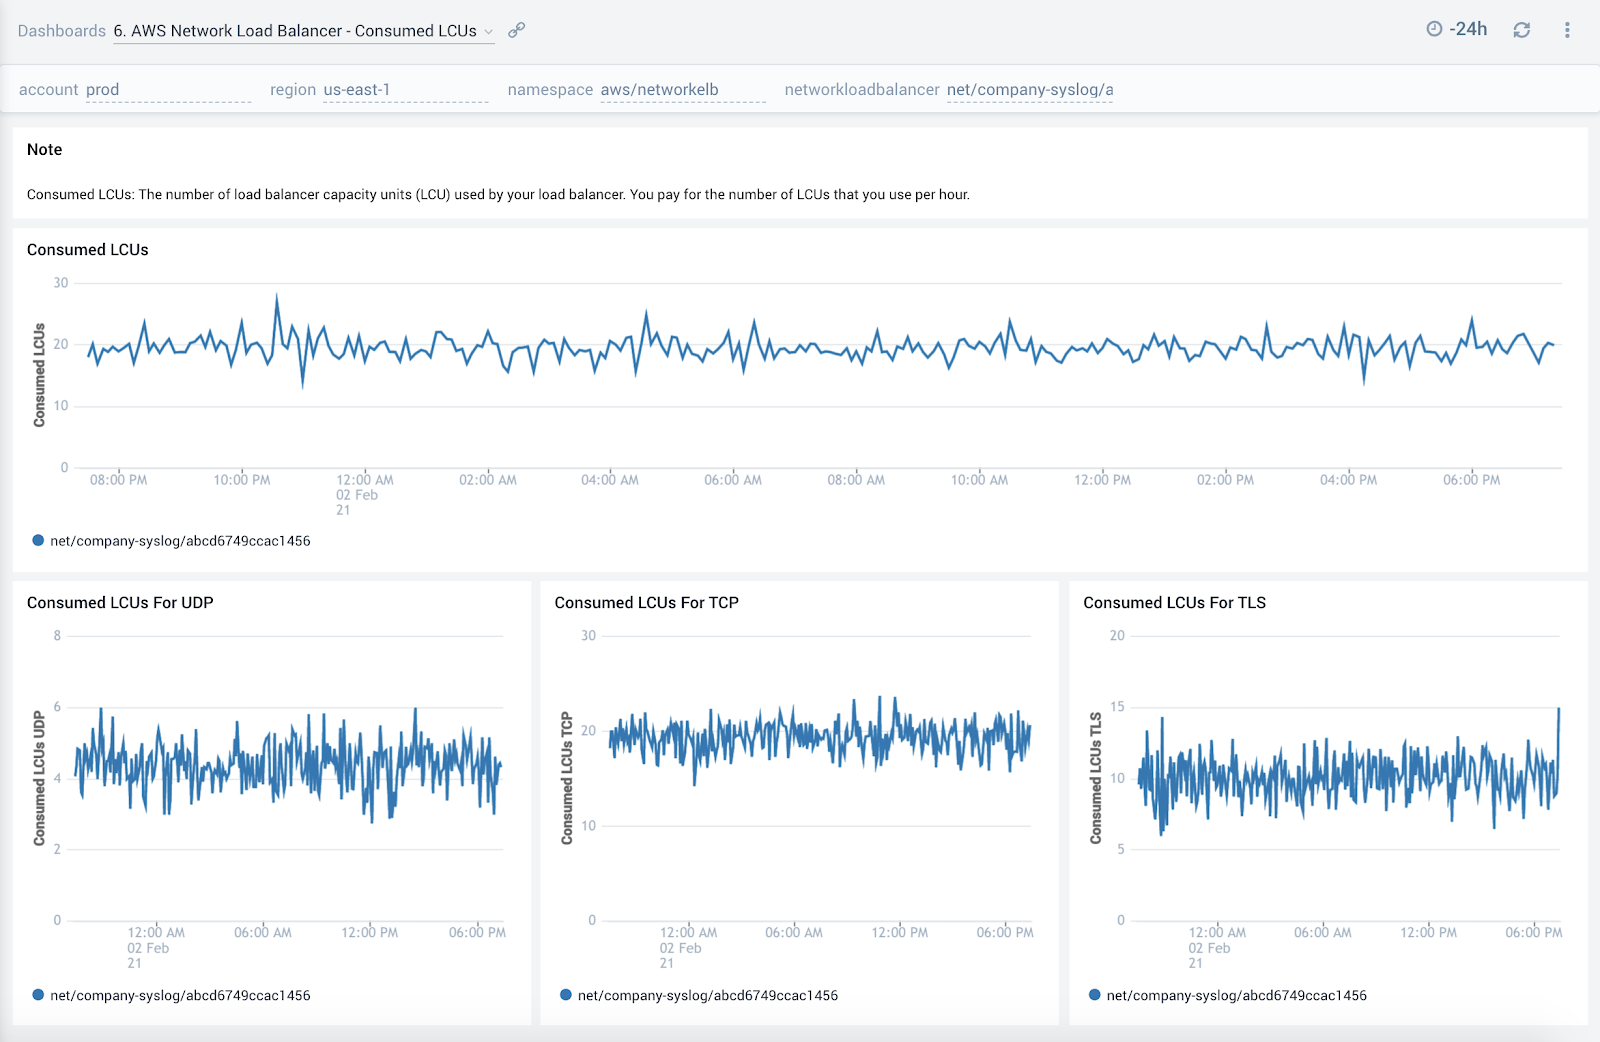 Dashboards 6. AWS Network Load Balancer - Consumed LCUs -24h
account prod region us-east-1 namespace aws/networkelb networkloadbalancer net/company-syslog/a
Note
Consumed LCUs: The number of load balancer capacity units (LCU) used by your load balancer. You pay for the number of LCUs that you use per hour.
Consumed LCUs
Consumed LCUs
30
20
10
0
08:00 PM 10:00 PM 12:00 AM 02:00 AM 04:00 AM 06:00 AM 08:00 AM 10:00 AM 12:00 PM 02:00 PM 04:00 PM 06:00 PM
02 Feb
21
net/company-syslog/abcd6749ccac1456
Consumed LCUs For UDP
Consumed LCUs UDP
8
6
4
2
0
12:00 AM 06:00 AM 12:00 PM 06:00 PM
02 Feb
21
net/company-syslog/abcd6749ccac1456
Consumed LCUs For TCP
Consumed LCUs TCP
30
20
10
0
12:00 AM 06:00 AM 12:00 PM 06:00 PM
02 Feb
21
net/company-syslog/abcd6749ccac1456
Consumed LCUs For TLS
Consumed LCUs TLS
20
15
10
5
0
12:00 AM 06:00 AM 12:00 PM 06:00 PM
02 Feb
21
net/company-syslog/abcd6749ccac1456